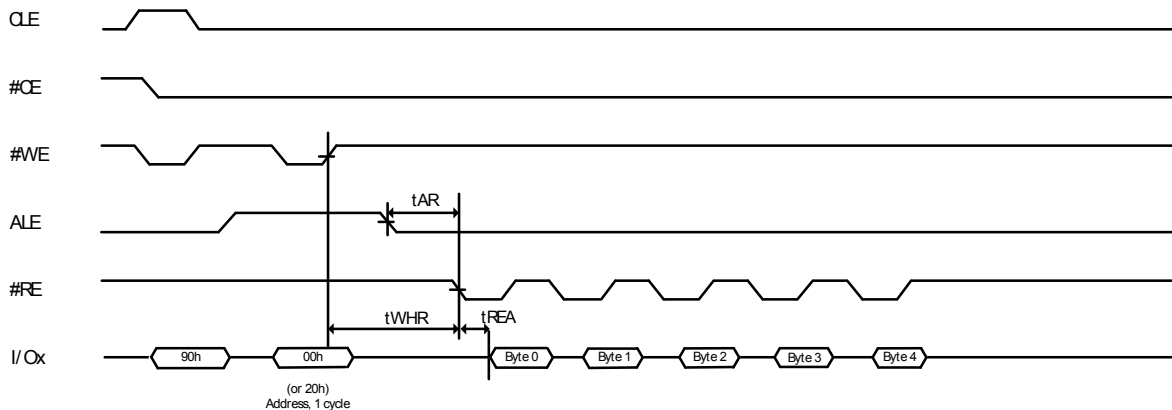 CLE
#CE
#WE
tAR
ALE
#RE
tWHR
tREA
I/Ox
90h
00h
Byte 0
Byte 1
Byte 2
Byte 3
Byte 4
(or 20h)
Address, 1 cycle